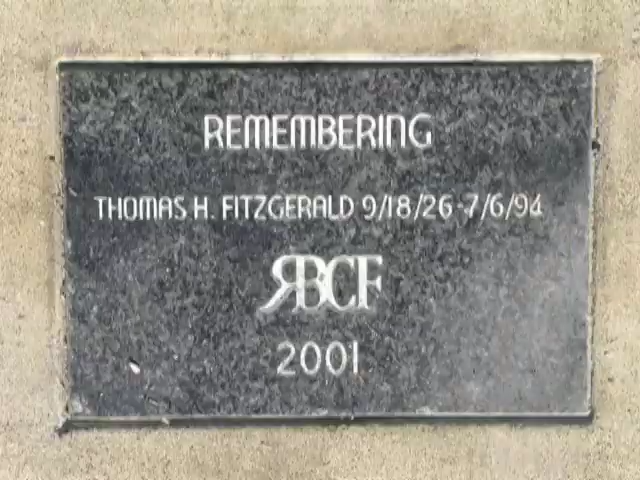 REMEMBERING
THOMAS H. FITZGERALD 9/18/26-7/6/94
RBCF
2001